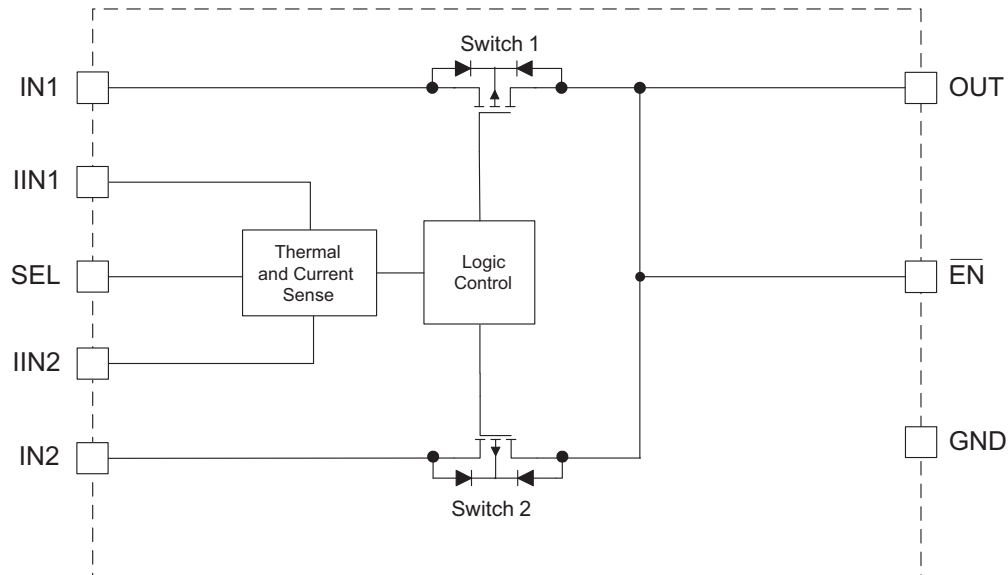 Switch 1
IN1
OUT
IIN1
SEL
Thermal
and Current
Sense
Logic
Control
EN
IIN2
GND
IN2
Switch 2